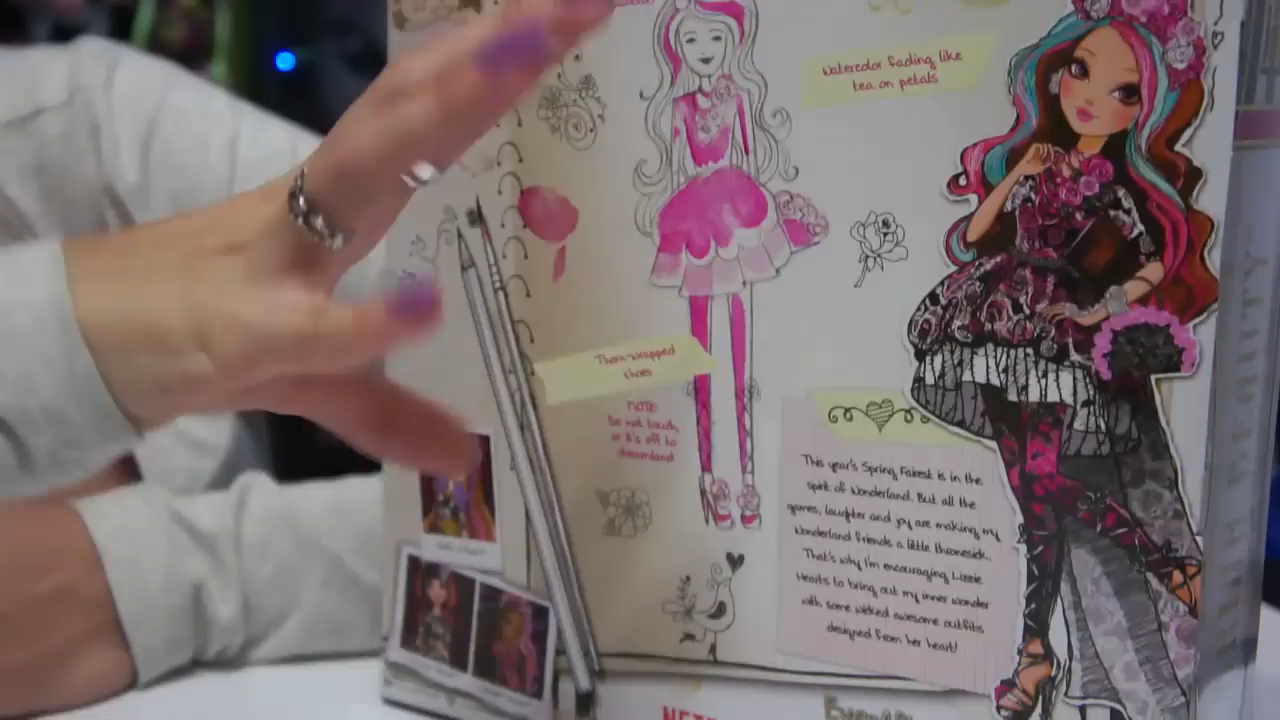 Watercolor fading like
tea on petals
Thorn-wrapped
shoes
NOTE
Do not touch,
or it's off to
dreamland
This year's Spring Fairest is in the
spirit of Wonderland. But all the
games, laughter and joy are making my
Wonderland friends a little thronesick.
That's why I'm encouraging Lizzie
Hearts to bring out my inner wonder
with some wicked awesome outfits
designed from her heart!